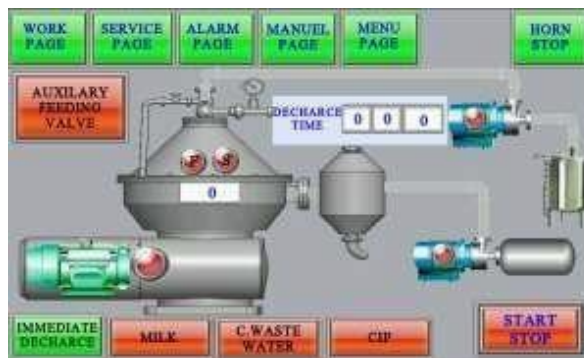 WORK
PAGE
SERVICE
PAGE
ALARM
PAGE
MANUEL
PAGE
MENU
PAGE
HORN
STOP
AUXILARY
FEEDING
VALVE
DECHARCE
TIME
0 0 0
F S
0
IMMEDIATE
DECHARCE
MILK
C.WASTE
WATER
CIP
START
STOP